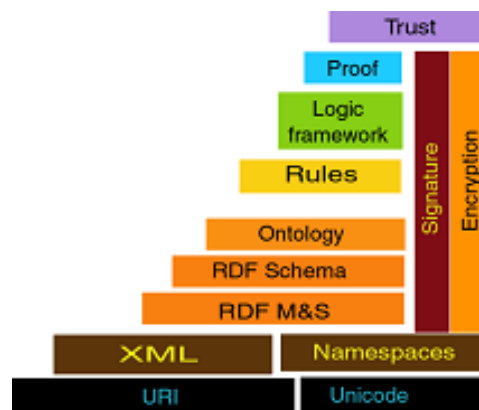 Trust
Proof
Logic
framework
Rules
Ontology
RDF Schema
RDF M&S
Signature
Encryption
XML
Namespaces
URI
Unicode